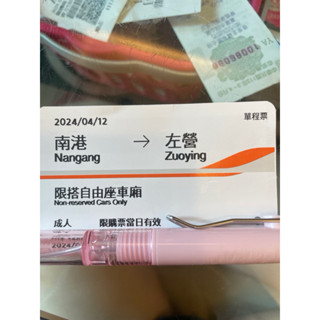 2024/04/12
單程票
南港 → 左營
Nangang Zuoying
限搭自由座車廂
Non-reserved Cars Only
成人 限購票當日有效